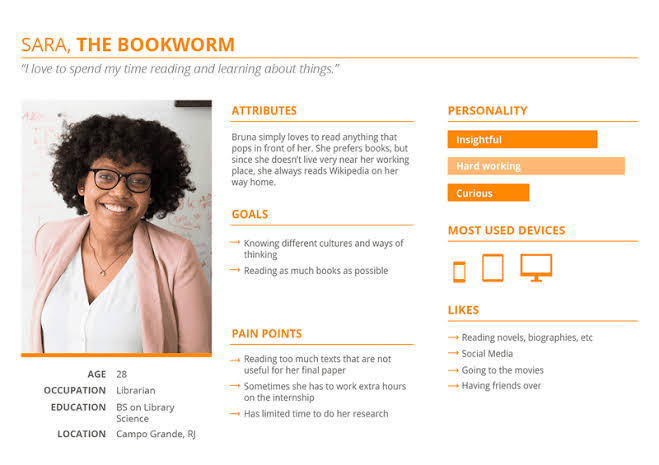 SARA, THE BOOKWORM
“I love to spend my time reading and learning about things.”
AGE 28
OCCUPATION Librarian
EDUCATION BS on Library
Science
LOCATION Campo Grande, RJ
ATTRIBUTES
Bruna simply loves to read anything that
pops in front of her. She prefers books, but
since she doesn’t live very near her working
place, she always reads Wikipedia on her
way home.
GOALS
→ Knowing different cultures and ways of
thinking
→ Reading as much books as possible
PAIN POINTS
→ Reading too much texts that are not
useful for her final paper
→ Sometimes she has to work extra hours
on the internship
→ Has limited time to do her research
PERSONALITY
Insightful
Hard working
Curious
MOST USED DEVICES
LIKES
→ Reading novels, biographies, etc
→ Social Media
→ Going to the movies
→ Having friends over